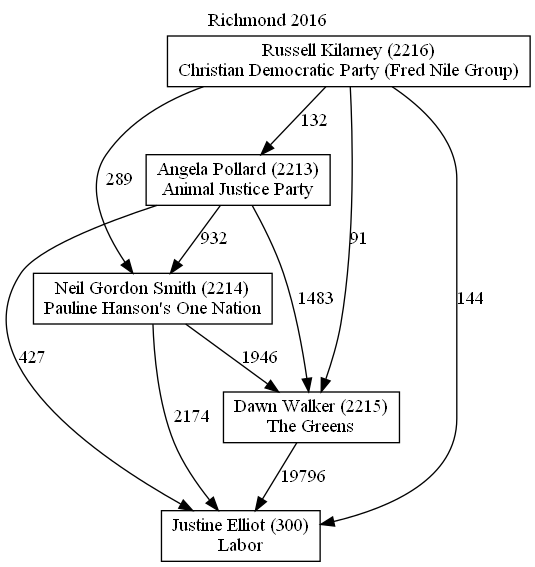 Richmond 2016
Russell Kilarney (2216)
Christian Democratic Party (Fred Nile Group)
132
Angela Pollard (2213)
Animal Justice Party
289
932
91
Neil Gordon Smith (2214)
Pauline Hanson's One Nation
1483
144
427
1946
2174
Dawn Walker (2215)
The Greens
19796
Justine Elliot (300)
Labor